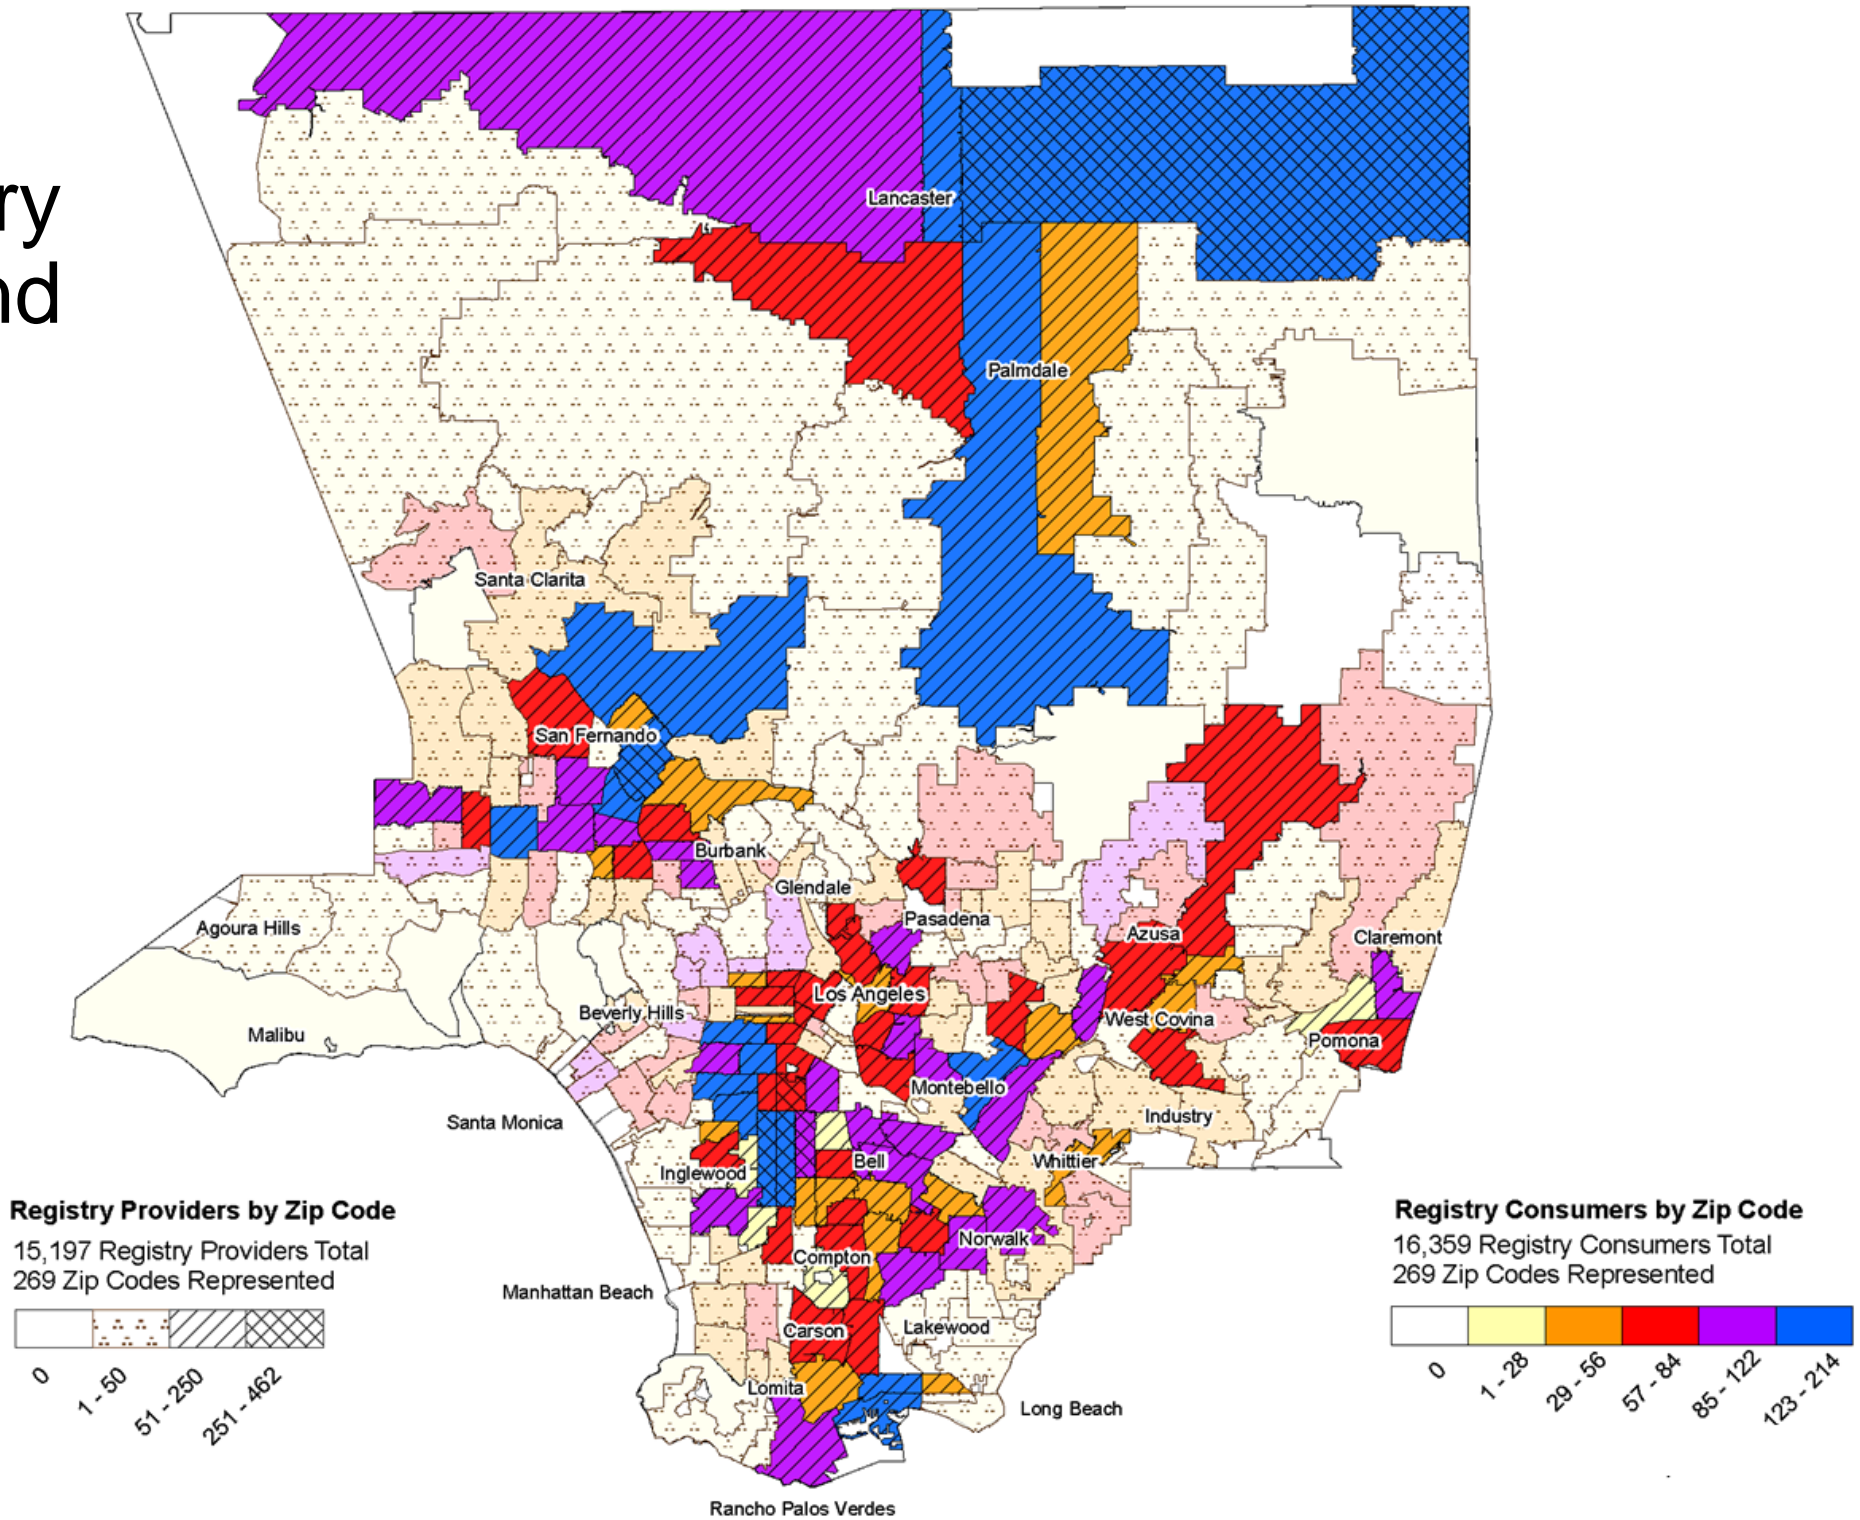 ry
nd
Lancaster
Palmdale
Santa Clarita
San Fernando
Burbank
Glendale
Pasadena
Agoura Hills
Azusa
Claremont
Los Angeles
Beverly Hills
West Covina
Malibu
Pomona
Montebello
Industry
Santa Monica
Bell
Whittier
Inglewood
Norwalk
Compton
Manhattan Beach
Carson
Lakewood
Lomita
Long Beach
Rancho Palos Verdes
Registry Providers by Zip Code
15,197 Registry Providers Total
269 Zip Codes Represented
0
1 - 50
51 - 250
251 - 462
Registry Consumers by Zip Code
16,359 Registry Consumers Total
269 Zip Codes Represented
0
1 - 28
29 - 56
57 - 84
85 - 122
123 - 214